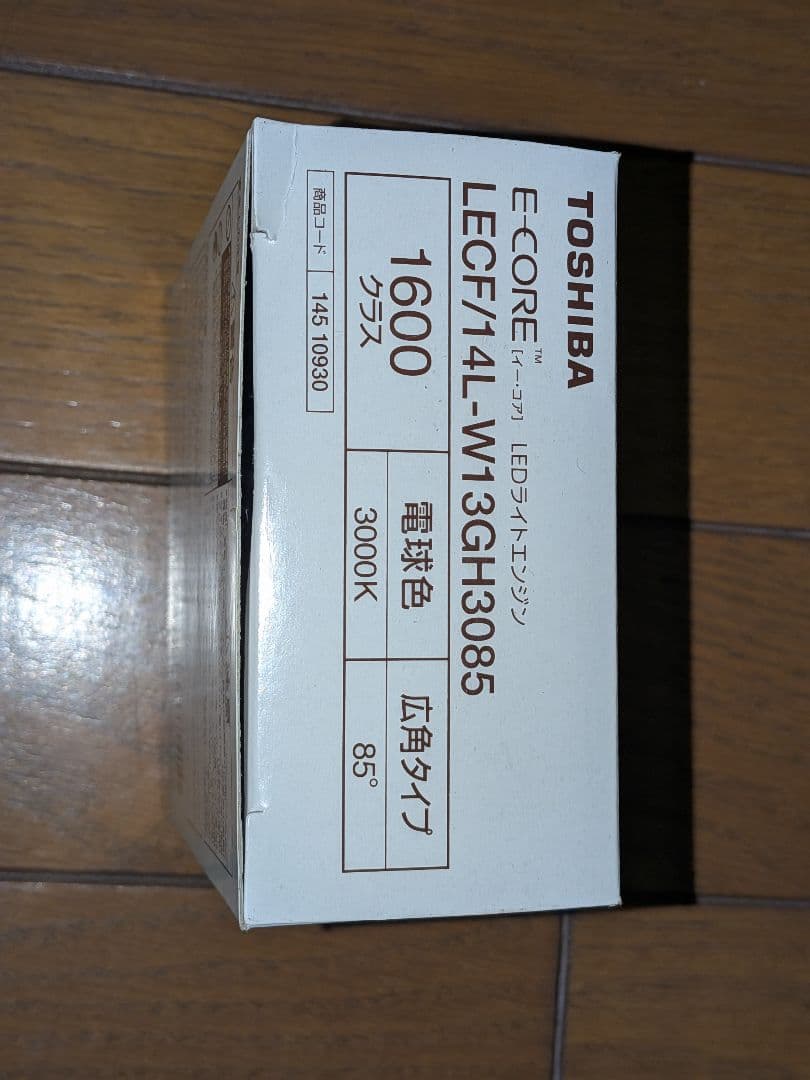 TOSHIBA
E-CORE™ [イー・コア] LEDライトエンジン
LECF/14L-W13GH3085
1600
クラス
電球色
3000K
広角タイプ
85°
商品コード 145 10930